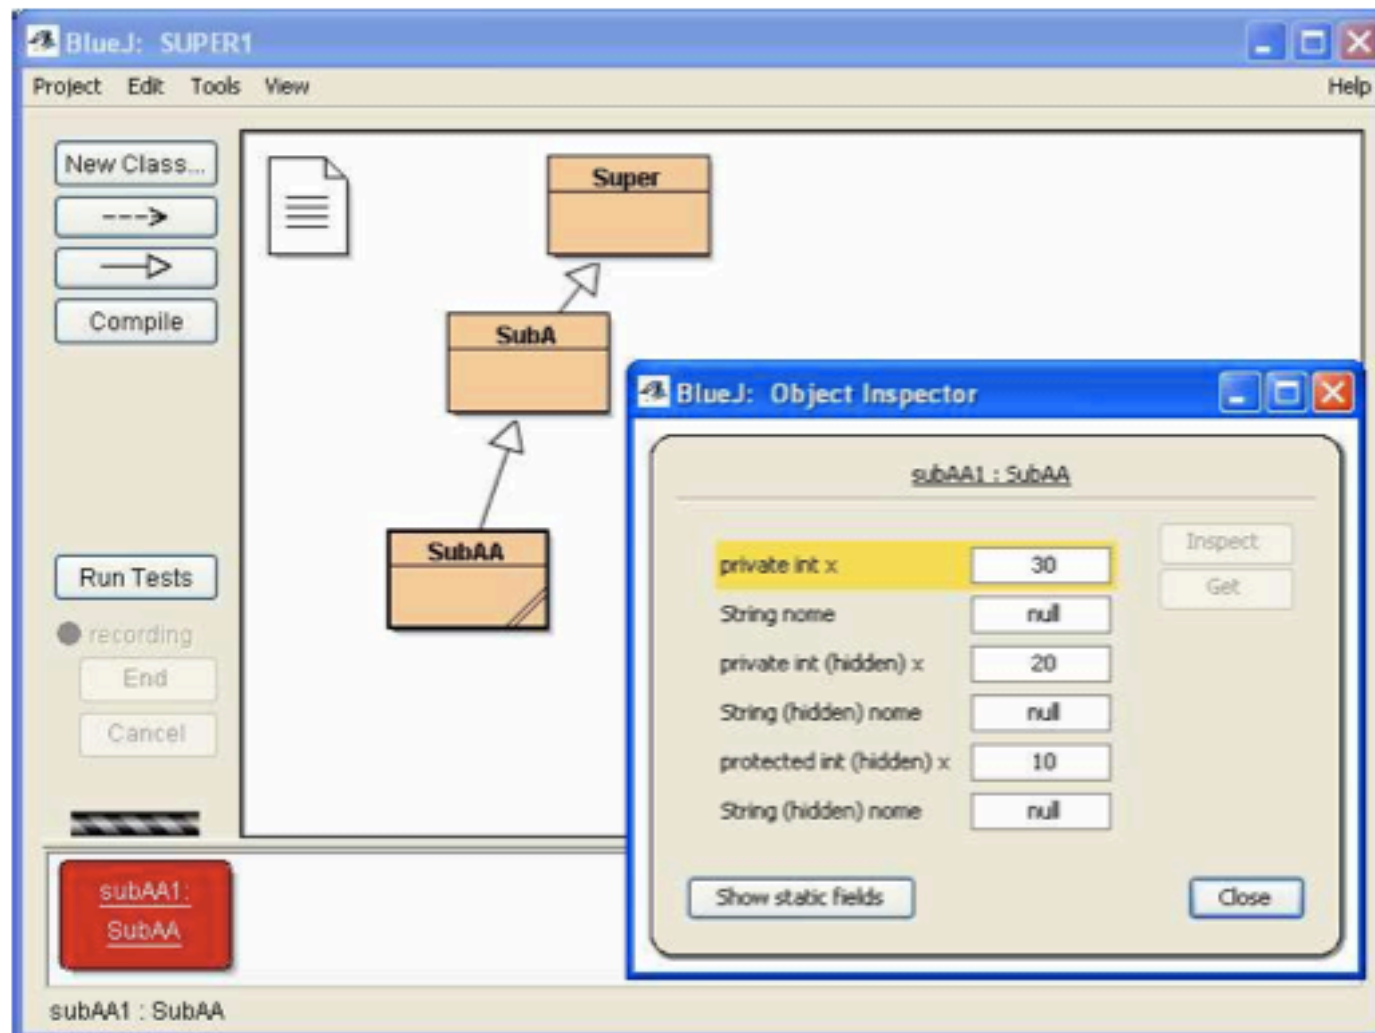 BlueJ: SUPER1
Project Edit Tools View Help
New Class...
Compile
Run Tests
recording
End
Cancel
Super
SubA
SubAA
BlueJ: Object Inspector
subAA1 : SubAA
private int x 30
String nome null
private int (hidden) x 20
String (hidden) nome null
protected int (hidden) x 10
String (hidden) nome null
Inspect
Get
Show static fields Close
subAA1:
SubAA
subAA1 : SubAA